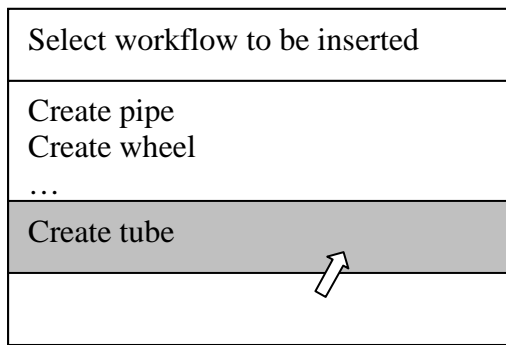 Select workflow to be inserted
Create pipe
Create wheel
…
Create tube